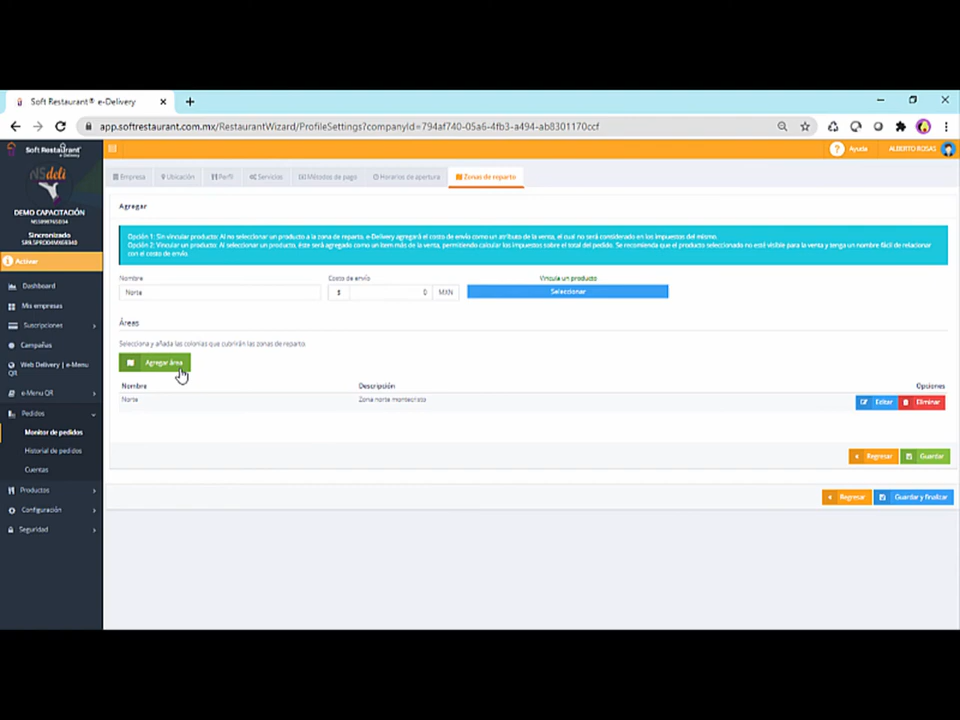 Soft Restaurant® e-Delivery
app.softrestaurant.com.mx/RestaurantWizard/ProfileSettings?companyId=794af740-05a6-4fb3-a494-ab8301170ccf
Soft Restaurant®
e-Delivery
Ayuda
ALBERTO ROSAS
NSdeli
DEMO CAPACITACIÓN
Sincronizado
Activar
Dashboard
Mis empresas
Suscripciones
Campañas
Web Delivery | e-Menu QR
e-Menu QR
Pedidos
Monitor de pedidos
Historial de pedidos
Cuentas
Productos
Configuración
Seguridad
Empresa
Ubicación
Perfil
Servicios
Métodos de pago
Horarios de apertura
Zonas de reparto
Agregar
Opción 1: Sin vincular producto: Al no seleccionar un producto a la zona de reparto, e-Delivery agregará el costo de envío como un atributo de la venta, el cual no será considerado en los impuestos del mismo.
Opción 2: Vincular un producto: Al seleccionar un producto, éste será agregado como un item más de la venta, permitiendo calcular los impuestos sobre el total del pedido. Se recomienda que el producto seleccionado no esté visible para la venta y tenga un nombre fácil de relacionar
con el costo de envío.
Nombre
Costo de envío
Vincula un producto
Norte
$
0
MXN
Seleccionar
Áreas
Selecciona y añada las colonias que cubrirán las zonas de reparto.
Agregar área
Nombre
Descripción
Opciones
Norte
Zona norte montecristo
Editar
Eliminar
Regresar
Guardar
Regresar
Guardar y finalizar